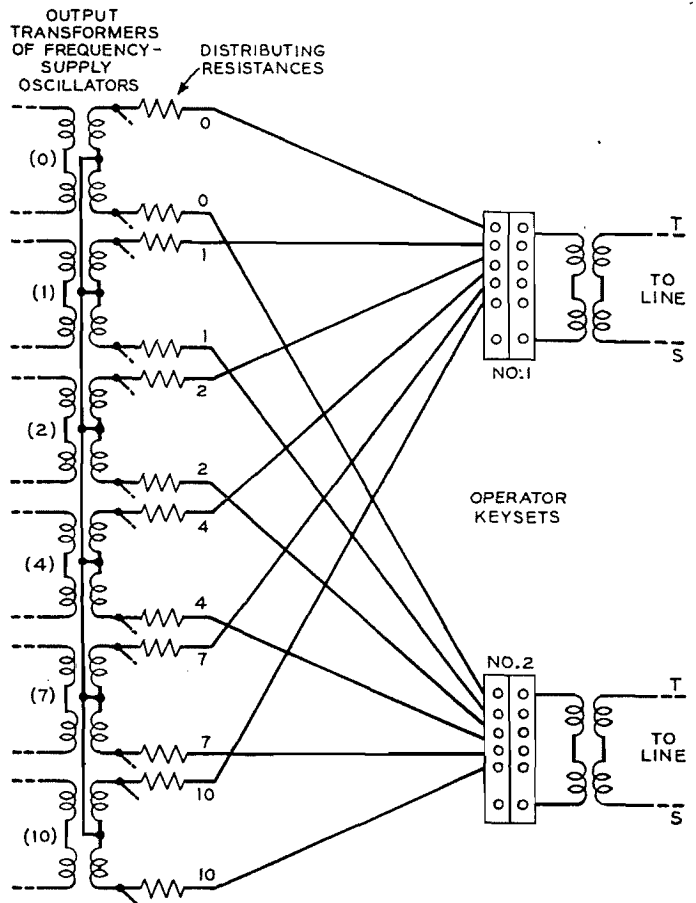 OUTPUT
TRANSFORMERS
OF FREQUENCY-
SUPPLY
OSCILLATORS
DISTRIBUTING
RESISTANCES
(0)
0
0
(1)
1
1
(2)
2
2
(4)
4
4
(7)
7
7
(10)
10
10
NO.1
T
TO
LINE
S
OPERATOR
KEYSETS
NO.2
T
TO
LINE
S